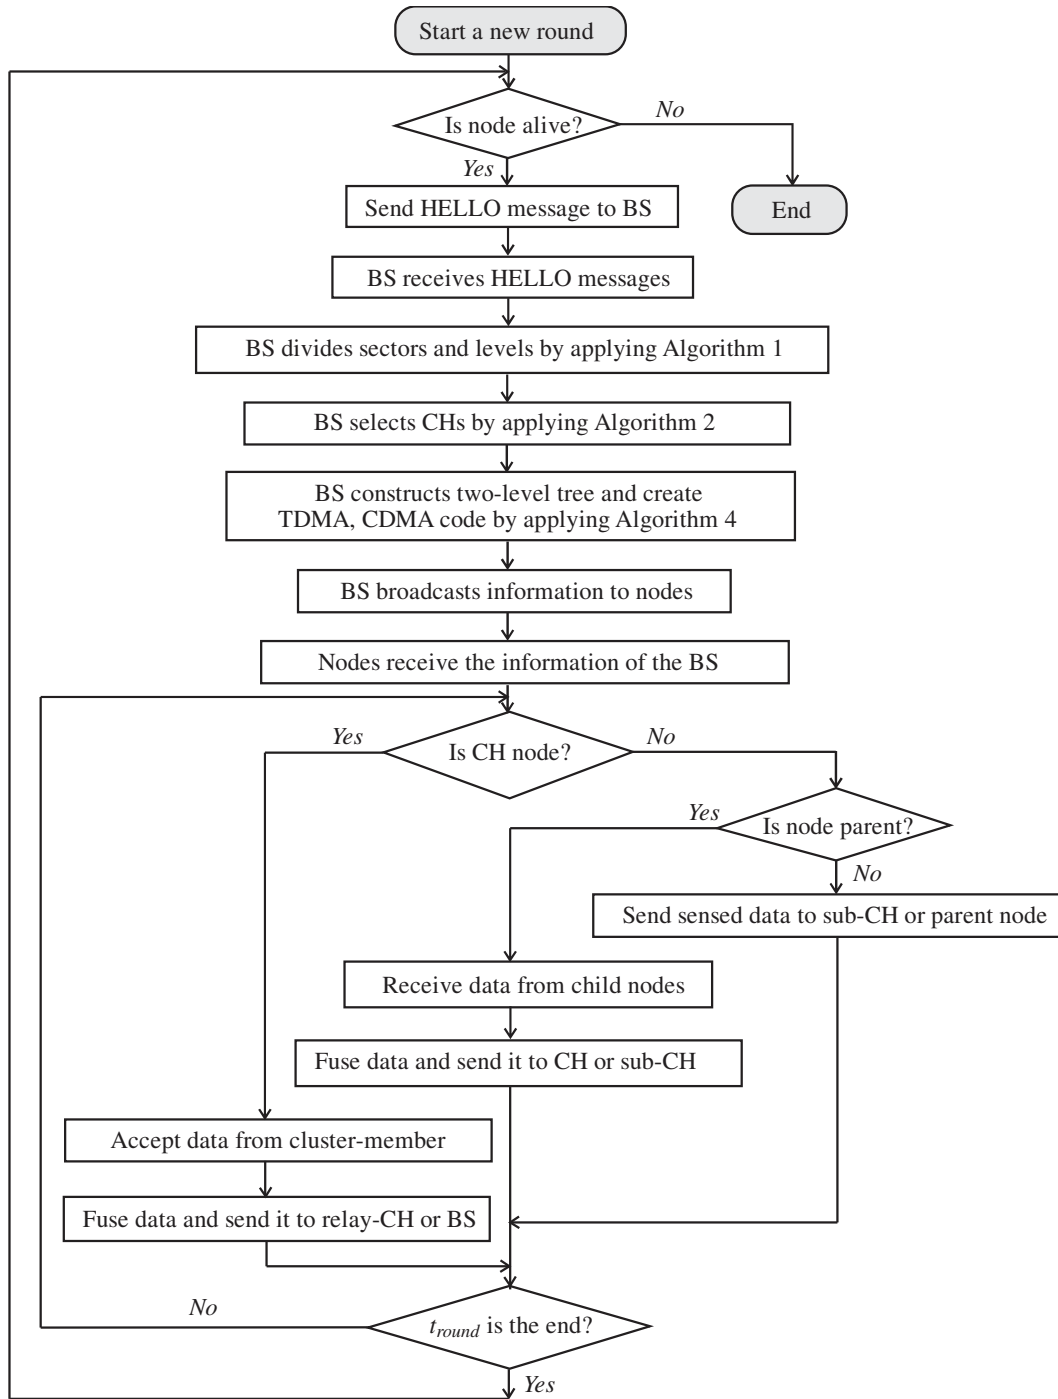 Start a new round
Is node alive?
No
Yes
Send HELLO message to BS
End
BS receives HELLO messages
BS divides sectors and levels by applying Algorithm 1
BS selects CHs by applying Algorithm 2
BS constructs two-level tree and create
TDMA, CDMA code by applying Algorithm 4
BS broadcasts information to nodes
Nodes receive the information of the BS
Yes
Is CH node?
No
Yes
Is node parent?
No
Send sensed data to sub-CH or parent node
Receive data from child nodes
Fuse data and send it to CH or sub-CH
Accept data from cluster-member
Fuse data and send it to relay-CH or BS
No
t_round is the end?
Yes